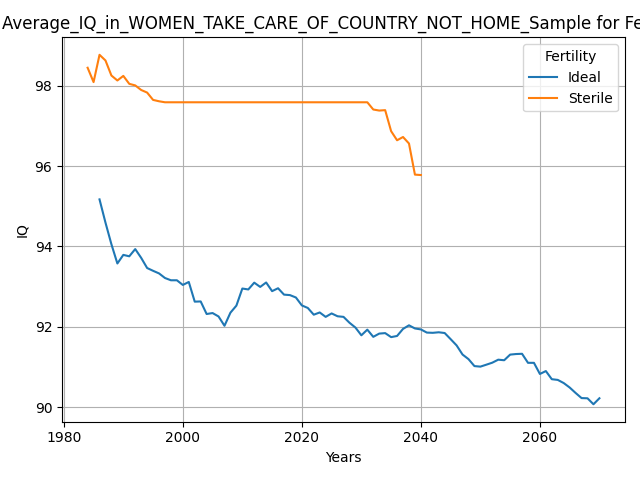 Average_IQ_in_WOMEN_TAKE_CARE_OF_COUNTRY_NOT_HOME_Sample for Fe
Fertility
Ideal
Sterile
98
96
94
92
90
IQ
1980
2000
2020
2040
2060
Years